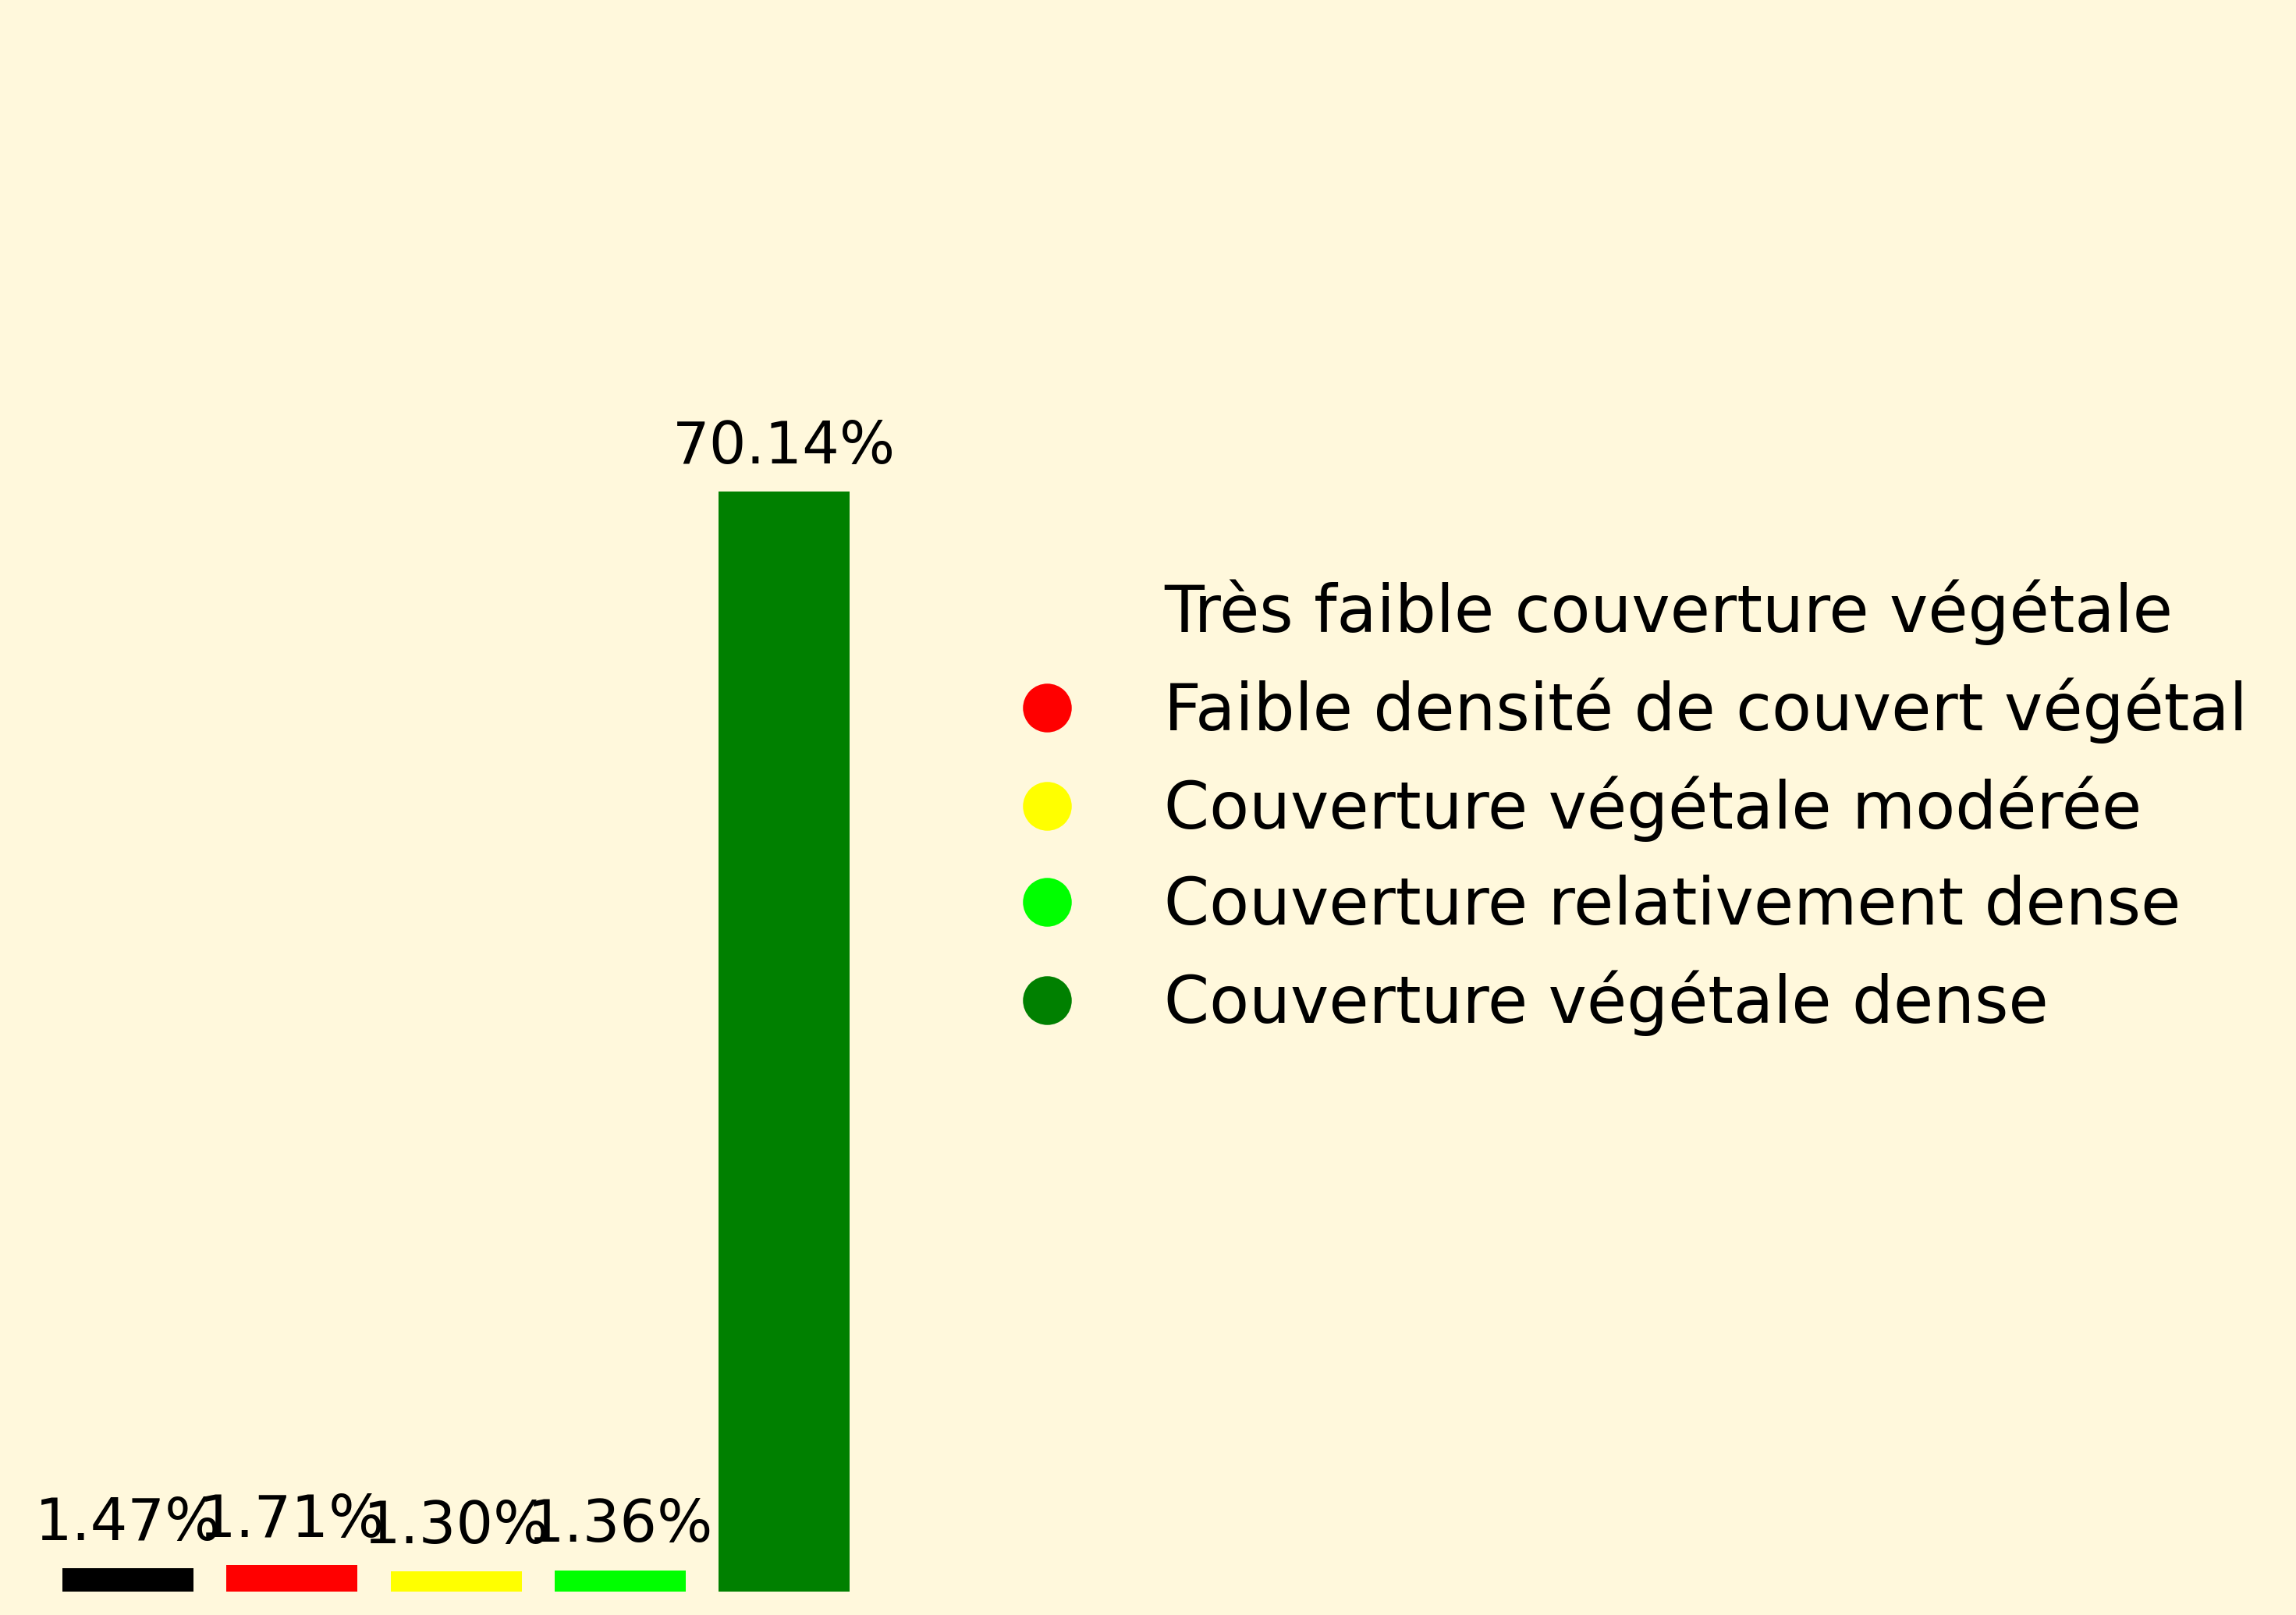 70.14%
Très faible couverture végétale
Faible densité de couvert végétal
Couverture végétale modérée
Couverture relativement dense
Couverture végétale dense
1.47% 1.71% 1.30% 1.36%